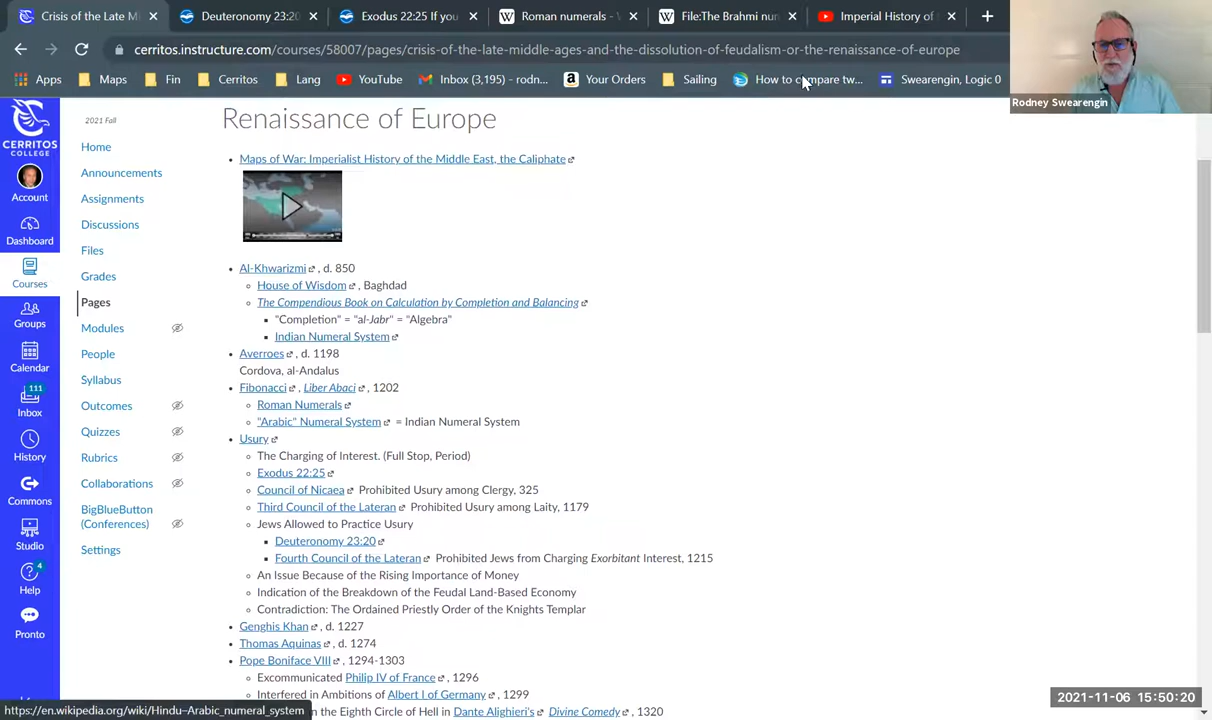 Crisis of the Late M
Deuteronomy 23:20
Exodus 22:25 If you
Roman numerals -
File:The Brahmi nu
Imperial History of
cerritos.instructure.com/courses/58007/pages/crisis-of-the-late-middle-ages-and-the-dissolution-of-feudalism-or-the-renaissance-of-europe
Apps
Maps
Fin
Cerritos
Lang
YouTube
Inbox (3,195) - rodn...
Your Orders
Sailing
How to compare tw...
Swearengin, Logic 0
Rodney Swearengin
CERRITOS
COLLEGE
Account
Dashboard
Courses
Groups
Calendar
111
Inbox
History
Commons
Studio
4
Help
Pronto
2021 Fall
Home
Announcements
Assignments
Discussions
Files
Grades
Pages
Modules
People
Syllabus
Outcomes
Quizzes
Rubrics
Collaborations
BigBlueButton
(Conferences)
Settings
Renaissance of Europe
Maps of War: Imperialist History of the Middle East, the Caliphate
Al-Khwarizmi , d. 850
House of Wisdom , Baghdad
The Compendious Book on Calculation by Completion and Balancing
"Completion" = "al-Jabr" = "Algebra"
Indian Numeral System
Averroes , d. 1198
Cordova, al-Andalus
Fibonacci , Liber Abaci , 1202
Roman Numerals
"Arabic" Numeral System = Indian Numeral System
Usury
The Charging of Interest. (Full Stop, Period)
Exodus 22:25
Council of Nicaea Prohibited Usury among Clergy, 325
Third Council of the Lateran Prohibited Usury among Laity, 1179
Jews Allowed to Practice Usury
Deuteronomy 23:20
Fourth Council of the Lateran Prohibited Jews from Charging Exorbitant Interest, 1215
An Issue Because of the Rising Importance of Money
Indication of the Breakdown of the Feudal Land-Based Economy
Contradiction: The Ordained Priestly Order of the Knights Templar
Genghis Khan , d. 1227
Thomas Aquinas , d. 1274
Pope Boniface VIII , 1294-1303
Excommunicated Philip IV of France , 1296
Interfered in Ambitions of Albert I of Germany , 1299
n the Eighth Circle of Hell in Dante Alighieri's Divine Comedy , 1320
https://en.wikipedia.org/wiki/Hindu–Arabic_numeral_system
2021-11-06 15:50:20